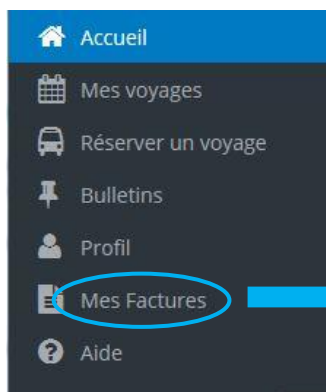 Accueil
Mes voyages
Réserver un voyage
Bulletins
Profil
Mes Factures
Aide